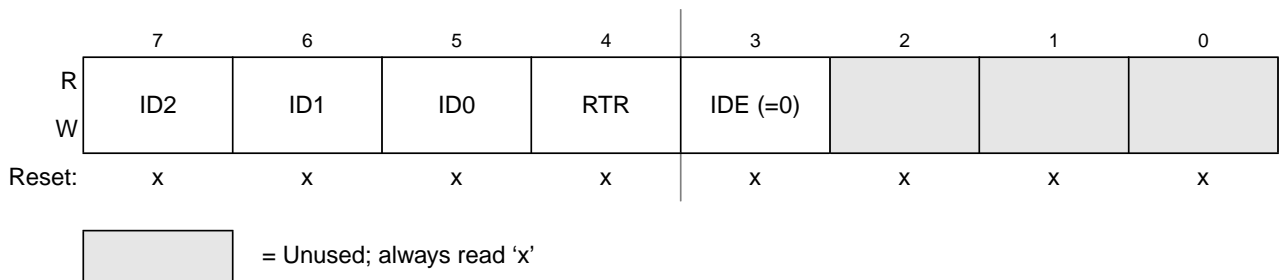 7 6 5 4 3 2 1 0
R
W
ID2 ID1 ID0 RTR IDE (=0)
Reset: x x x x x x x x
= Unused; always read ‘x’